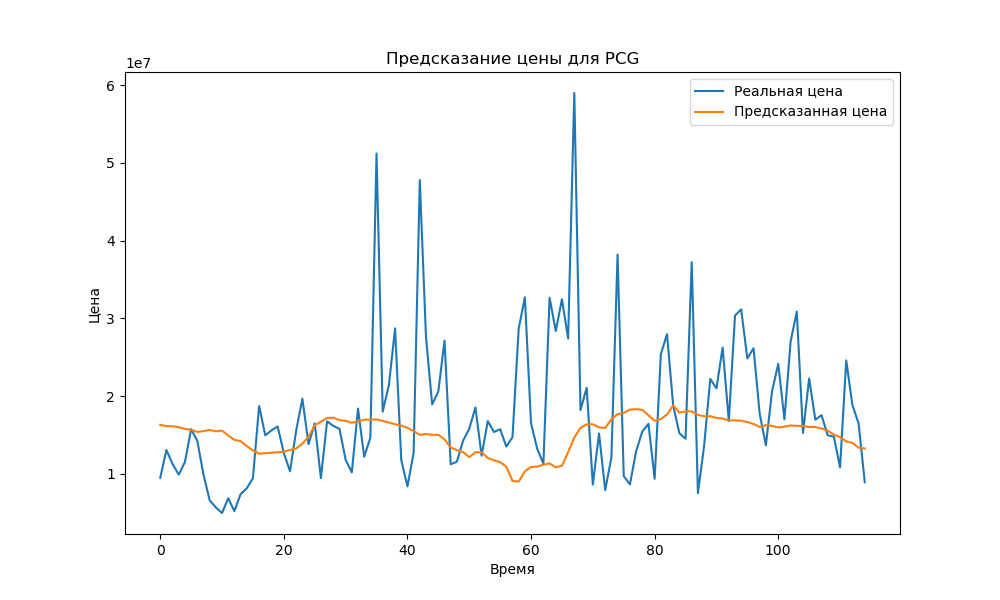 Предсказание цены для PCG
1e7
Реальная цена
Предсказанная цена
6
5
4
3
2
1
Цена
0 20 40 60 80 100
Время